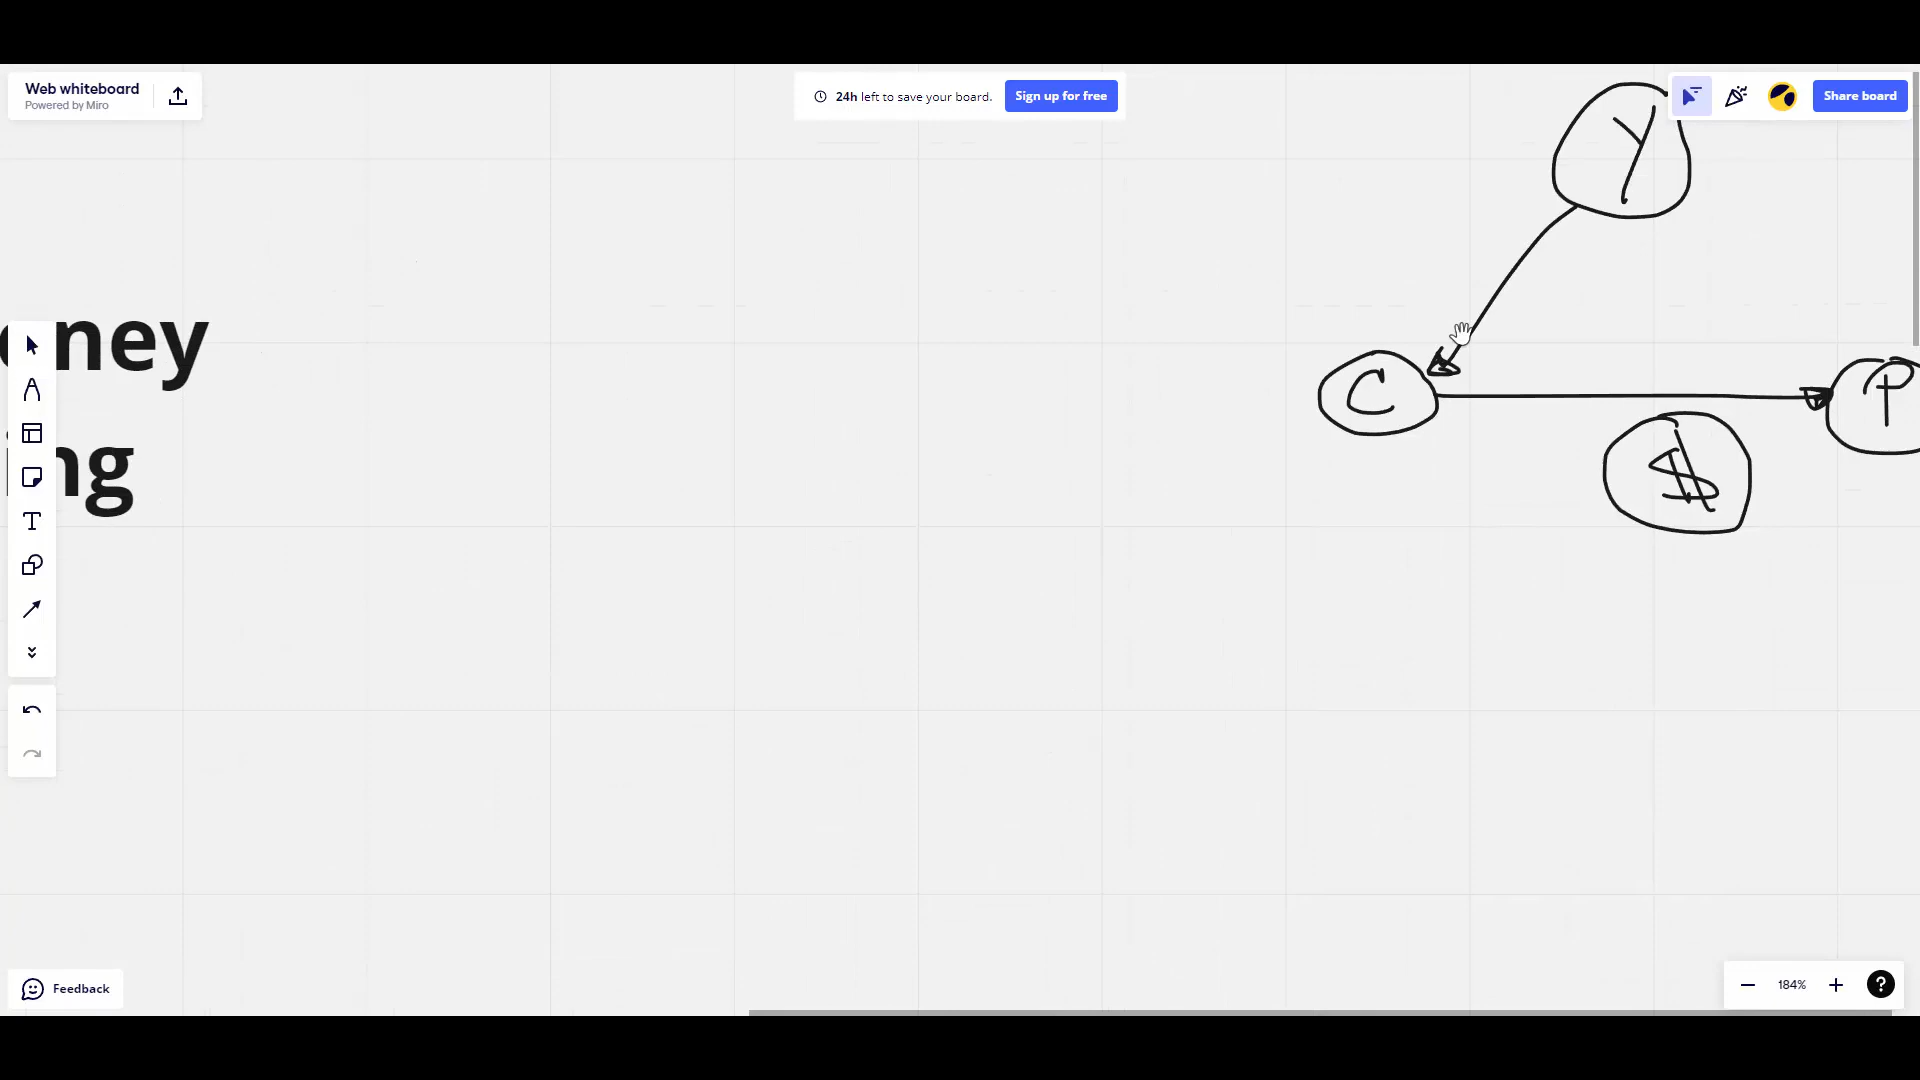 Web whiteboard
Powered by Miro
24h left to save your board.
Sign up for free
Share board
Y
ney
C
P
$
ng
Feedback
184%
?